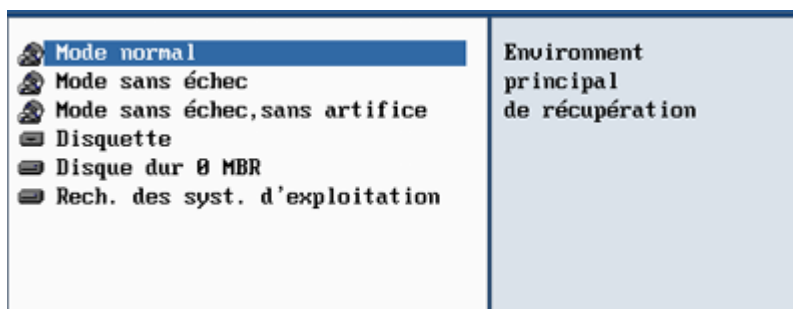 Mode normal
Mode sans échec
Mode sans échec,sans artifice
Disquette
Disque dur 0 MBR
Rech. des syst. d'exploitation
Environment
principal
de récupération